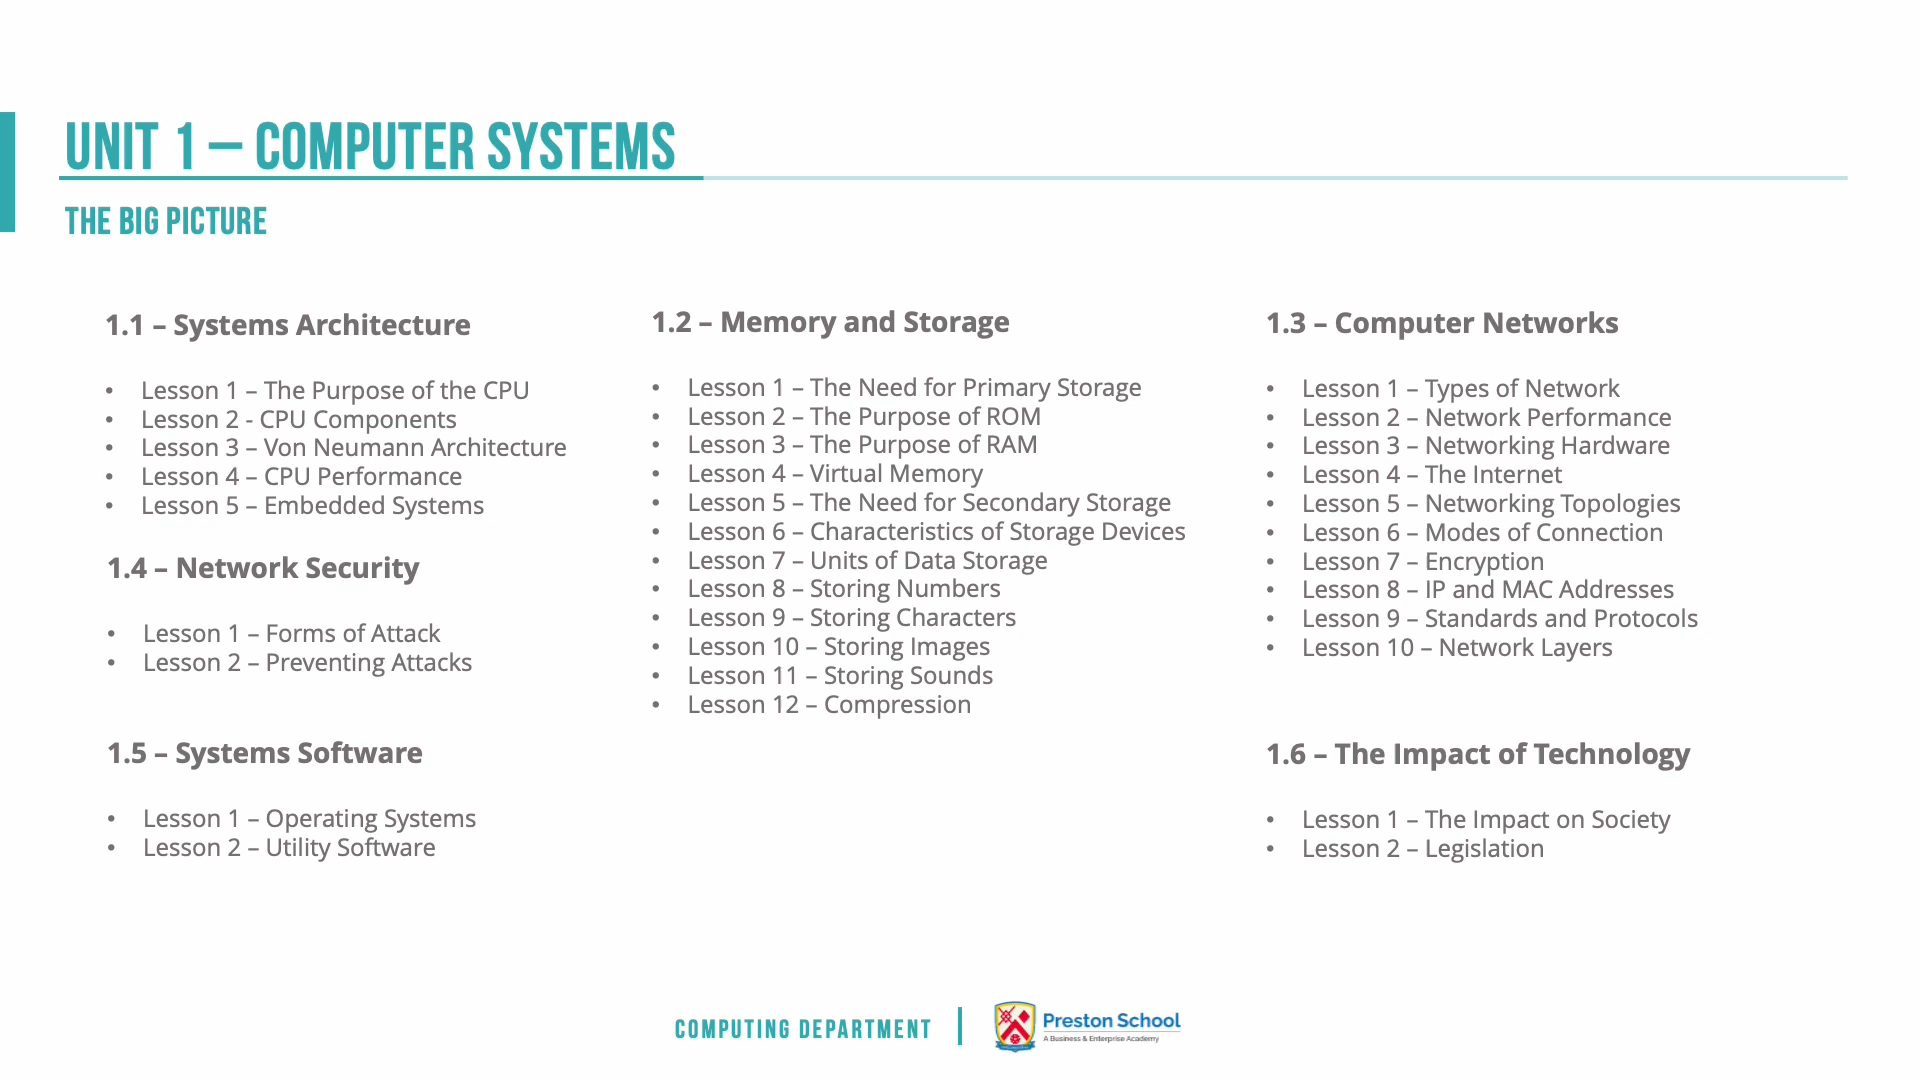 UNIT 1 – COMPUTER SYSTEMS
THE BIG PICTURE
1.1 – Systems Architecture
• Lesson 1 – The Purpose of the CPU
• Lesson 2 - CPU Components
• Lesson 3 – Von Neumann Architecture
• Lesson 4 – CPU Performance
• Lesson 5 – Embedded Systems
1.4 – Network Security
• Lesson 1 – Forms of Attack
• Lesson 2 – Preventing Attacks
1.5 – Systems Software
• Lesson 1 – Operating Systems
• Lesson 2 – Utility Software
1.2 – Memory and Storage
• Lesson 1 – The Need for Primary Storage
• Lesson 2 – The Purpose of ROM
• Lesson 3 – The Purpose of RAM
• Lesson 4 – Virtual Memory
• Lesson 5 – The Need for Secondary Storage
• Lesson 6 – Characteristics of Storage Devices
• Lesson 7 – Units of Data Storage
• Lesson 8 – Storing Numbers
• Lesson 9 – Storing Characters
• Lesson 10 – Storing Images
• Lesson 11 – Storing Sounds
• Lesson 12 – Compression
1.3 – Computer Networks
• Lesson 1 – Types of Network
• Lesson 2 – Network Performance
• Lesson 3 – Networking Hardware
• Lesson 4 – The Internet
• Lesson 5 – Networking Topologies
• Lesson 6 – Modes of Connection
• Lesson 7 – Encryption
• Lesson 8 – IP and MAC Addresses
• Lesson 9 – Standards and Protocols
• Lesson 10 – Network Layers
1.6 – The Impact of Technology
• Lesson 1 – The Impact on Society
• Lesson 2 – Legislation
COMPUTING DEPARTMENT
Preston School
A Business & Enterprise Academy